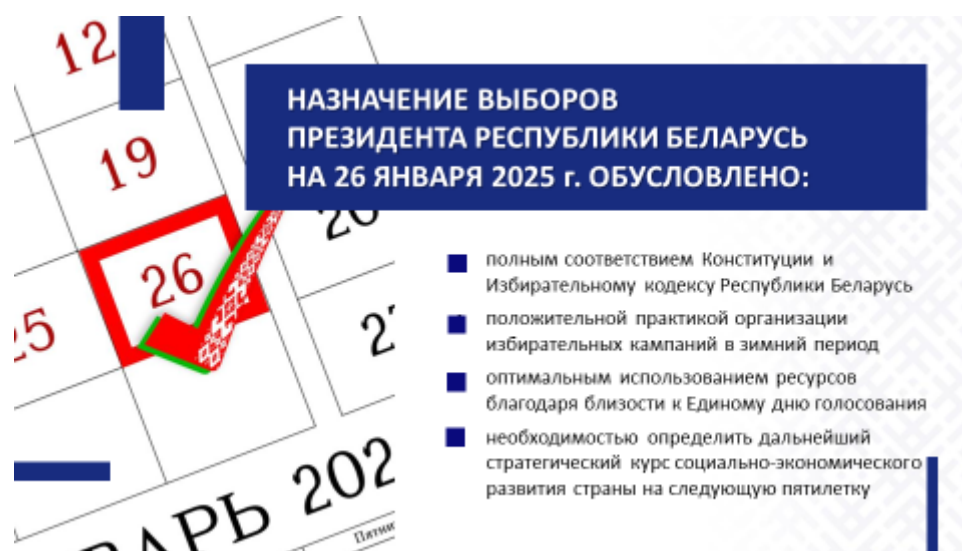 12
19
26
25
НАЗНАЧЕНИЕ ВЫБОРОВ
ПРЕЗИДЕНТА РЕСПУБЛИКИ БЕЛАРУСЬ
НА 26 ЯНВАРЯ 2025 г. ОБУСЛОВЛЕНО:
полным соответствием Конституции и
Избирательному кодексу Республики Беларусь
положительной практикой организации
избирательных кампаний в зимний период
оптимальным использованием ресурсов
благодаря близости к Единому дню голосования
необходимостью определить дальнейший
стратегический курс социально-экономического
развития страны на следующую пятилетку